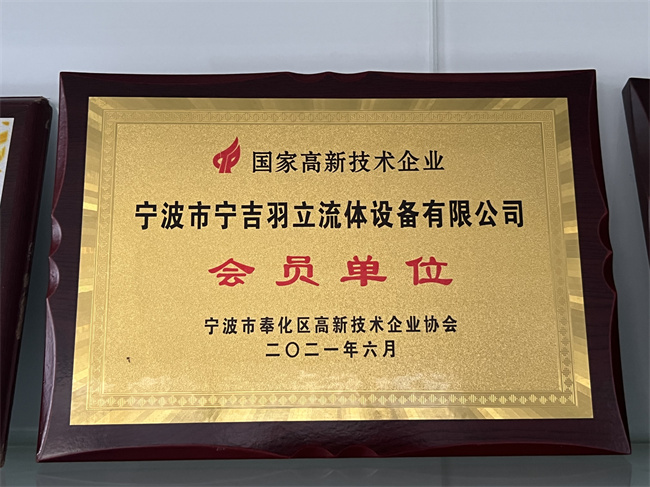 国家高新技术企业
宁波市宁吉羽立流体设备有限公司
会员单位
宁波市奉化区高新技术企业协会
二〇二一年六月